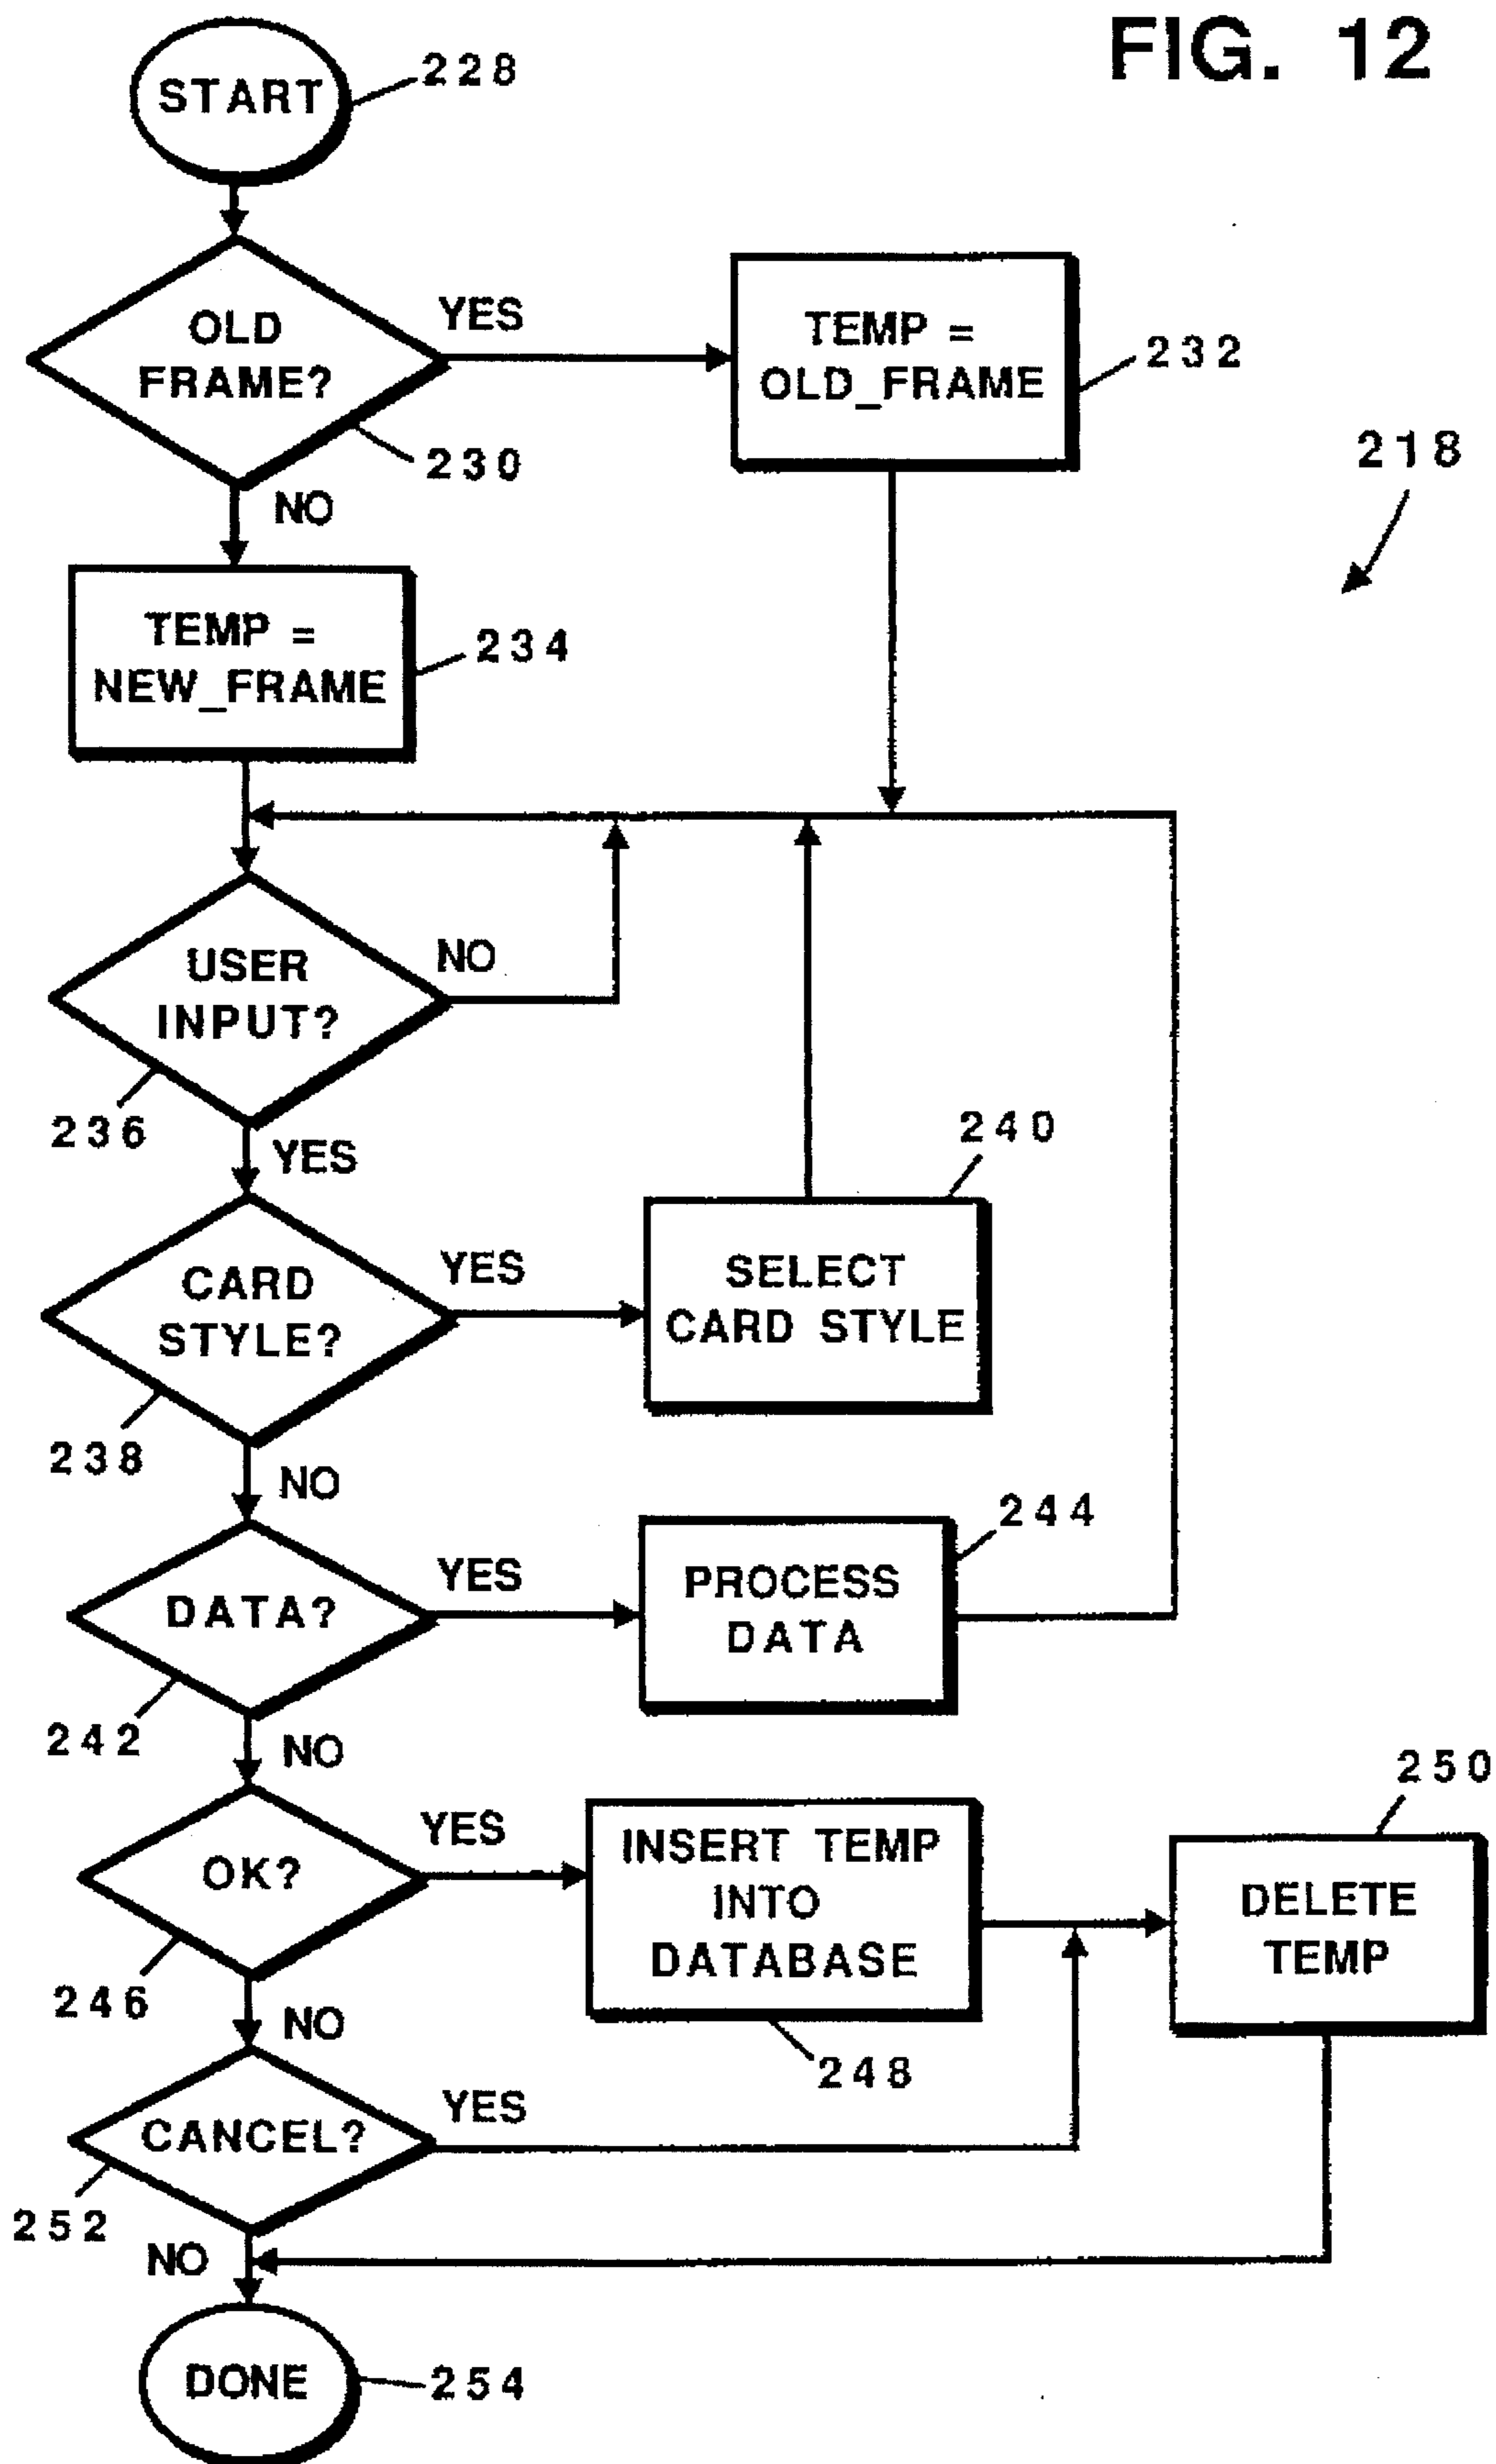 FIG. 12
START
228
OLD
FRAME?
YES
230
NO
TEMP =
OLD_FRAME
232
218
TEMP =
NEW_FRAME
234
USER
INPUT?
NO
236
YES
CARD
STYLE?
YES
238
NO
240
SELECT
CARD STYLE
DATA?
YES
242
NO
244
PROCESS
DATA
OK?
YES
246
NO
INSERT TEMP
INTO
DATABASE
248
250
DELETE
TEMP
CANCEL?
YES
252
NO
DONE
254